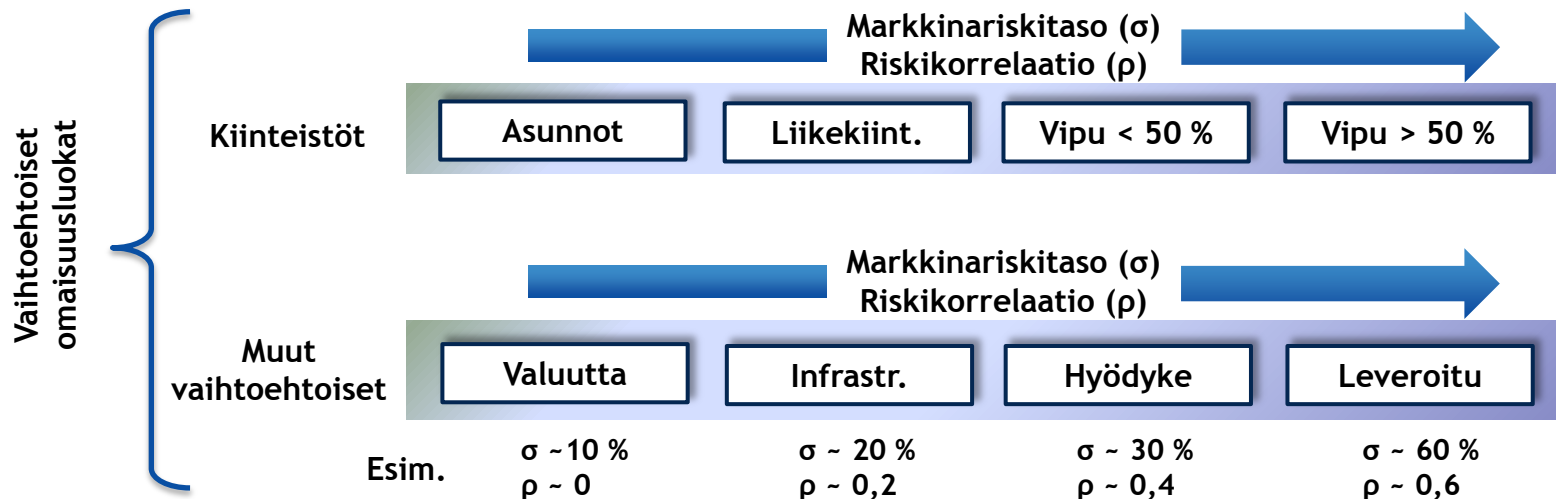 Vaihtoehtoiset
omaisuusluokat
Markkinariskitaso (σ)
Riskikorrelaatio (ρ)
Kiinteistöt
Asunnot
Liikekiint.
Vipu < 50 %
Vipu > 50 %
Markkinariskitaso (σ)
Riskikorrelaatio (ρ)
Muut
vaihtoehtoiset
Valuutta
Infrastr.
Hyödyke
Leveroitu
Esim.
σ ~10 %
ρ ~ 0
σ ~ 20 %
ρ ~ 0,2
σ ~ 30 %
ρ ~ 0,4
σ ~ 60 %
ρ ~ 0,6